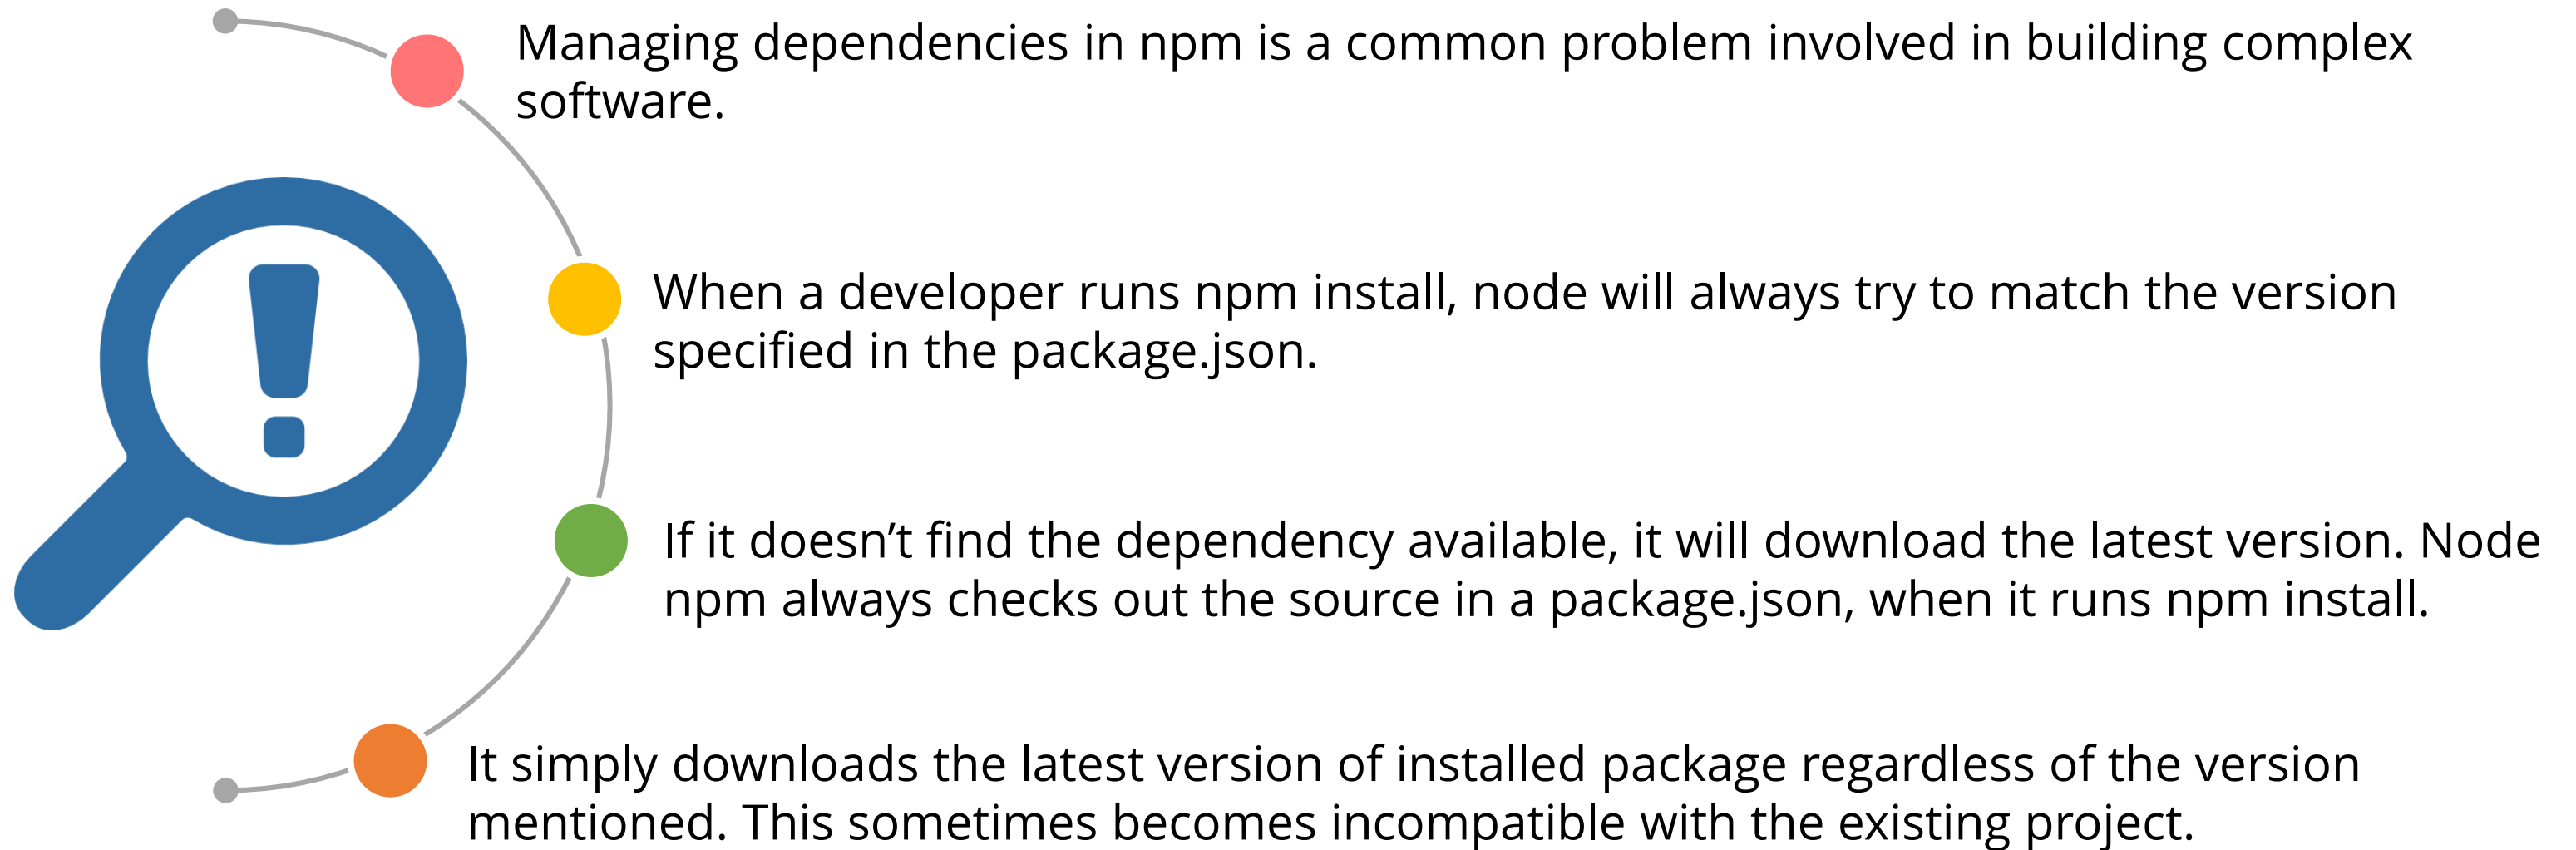 Managing dependencies in npm is a common problem involved in building complex
software.
When a developer runs npm install, node will always try to match the version
specified in the package.json.
If it doesn’t find the dependency available, it will download the latest version. Node
npm always checks out the source in a package.json, when it runs npm install.
It simply downloads the latest version of installed package regardless of the version
mentioned. This sometimes becomes incompatible with the existing project.